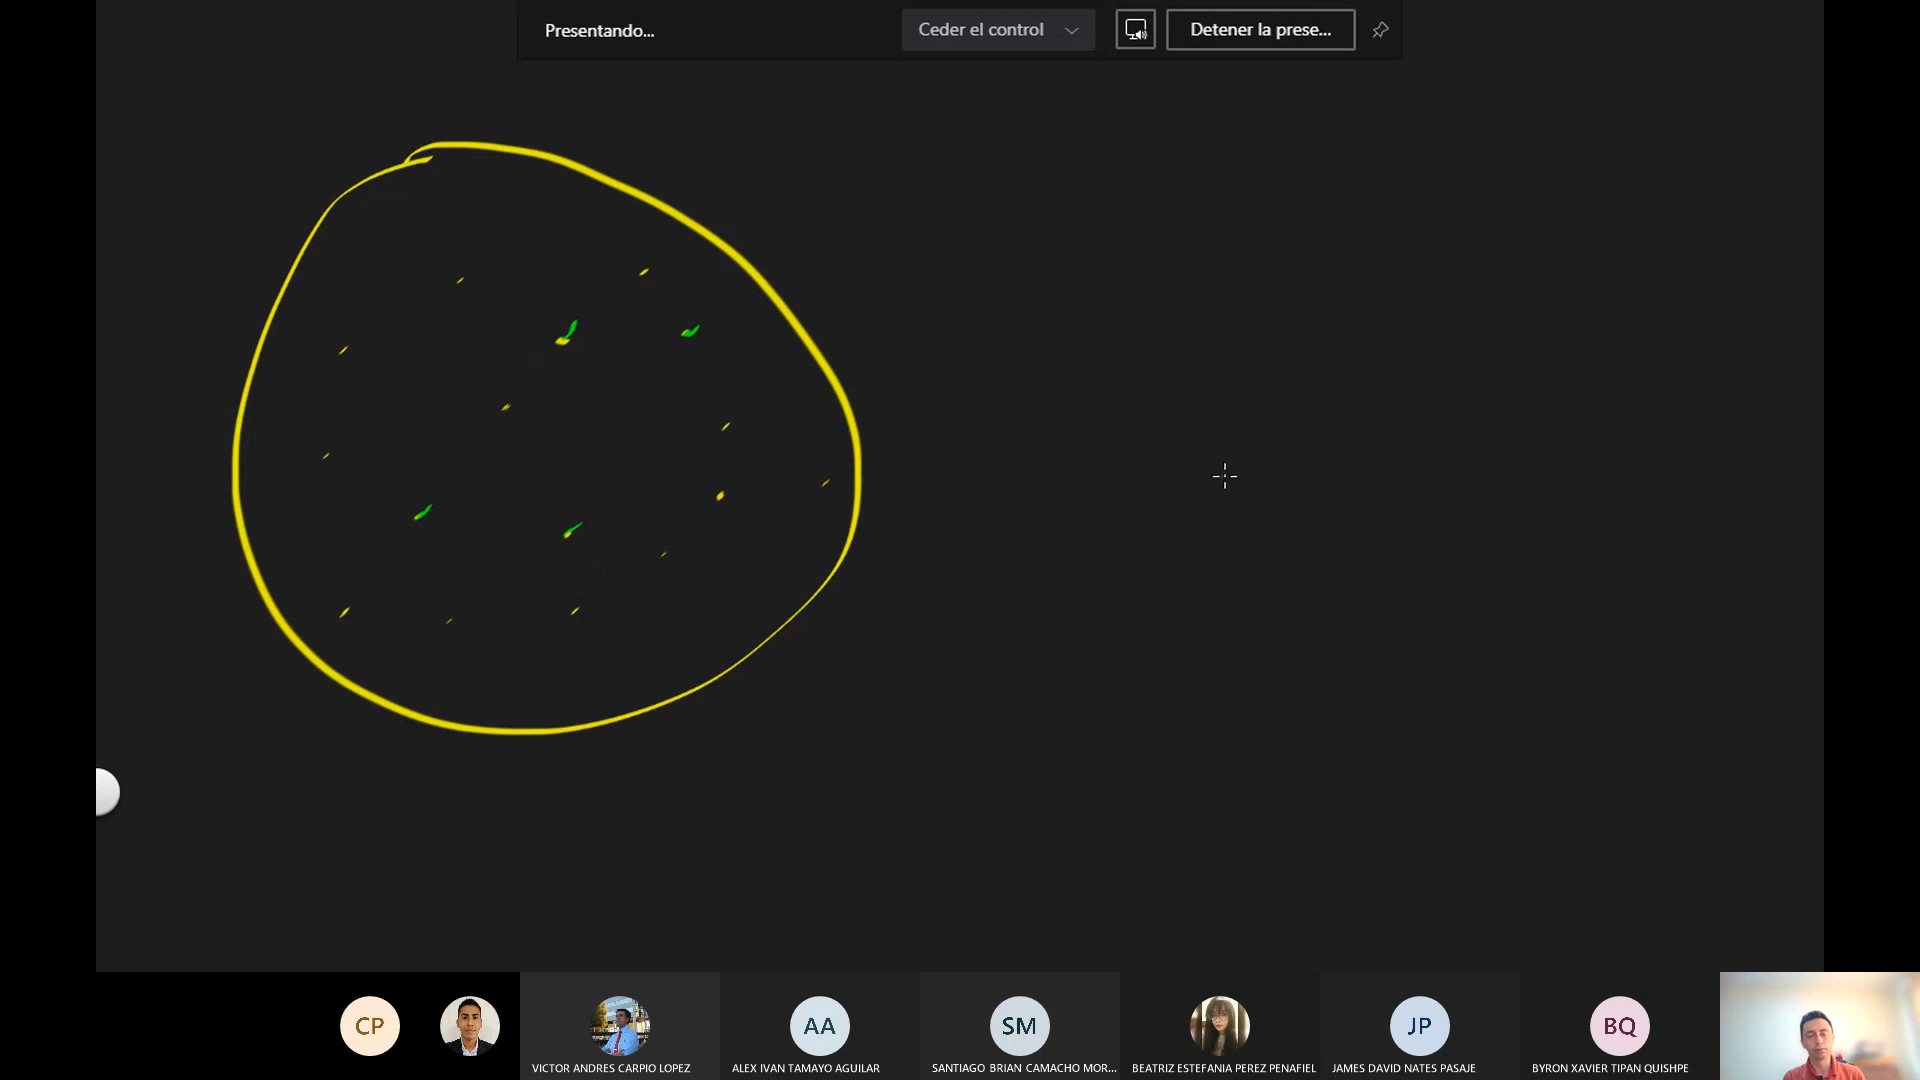 Presentando...
Ceder el control
Detener la prese...
CP
AA
SM
JP
BQ
VICTOR ANDRES CARPIO LOPEZ
ALEX IVAN TAMAYO AGUILAR
SANTIAGO BRIAN CAMACHO MOR...
BEATRIZ ESTEFANIA PEREZ PENAFIEL
JAMES DAVID NATES PASAJE
BYRON XAVIER TIPAN QUISHPE